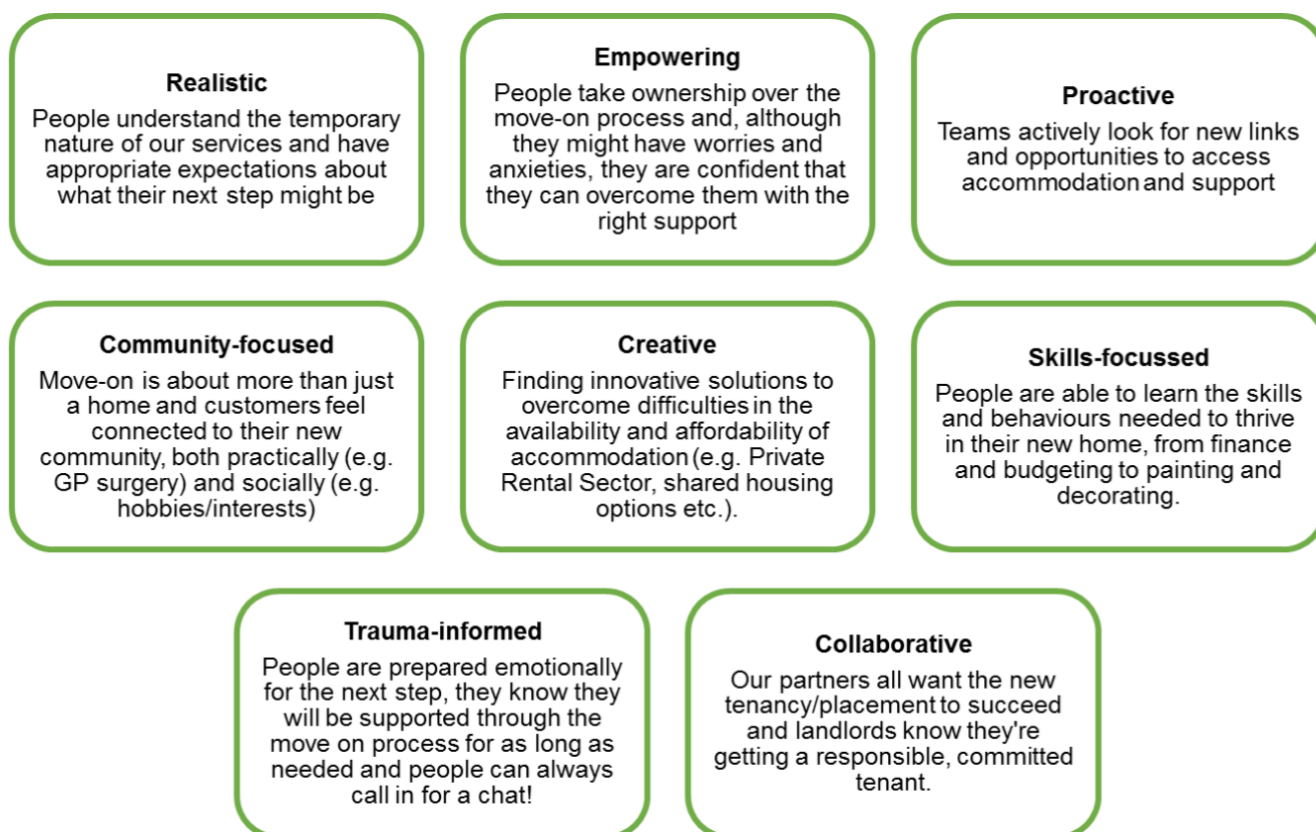 Realistic
People understand the temporary
nature of our services and have
appropriate expectations about
what their next step might be
Empowering
People take ownership over the
move-on process and, although
they might have worries and
anxieties, they are confident that
they can overcome them with the
right support
Proactive
Teams actively look for new links
and opportunities to access
accommodation and support
Community-focused
Move-on is about more than just
a home and customers feel
connected to their new
community, both practically (e.g.
GP surgery) and socially (e.g.
hobbies/interests)
Creative
Finding innovative solutions to
overcome difficulties in the
availability and affordability of
accommodation (e.g. Private
Rental Sector, shared housing
options etc.).
Skills-focussed
People are able to learn the skills
and behaviours needed to thrive
in their new home, from finance
and budgeting to painting and
decorating.
Trauma-informed
People are prepared emotionally
for the next step, they know they
will be supported through the
move on process for as long as
needed and people can always
call in for a chat!
Collaborative
Our partners all want the new
tenancy/placement to succeed
and landlords know they're
getting a responsible, committed
tenant.